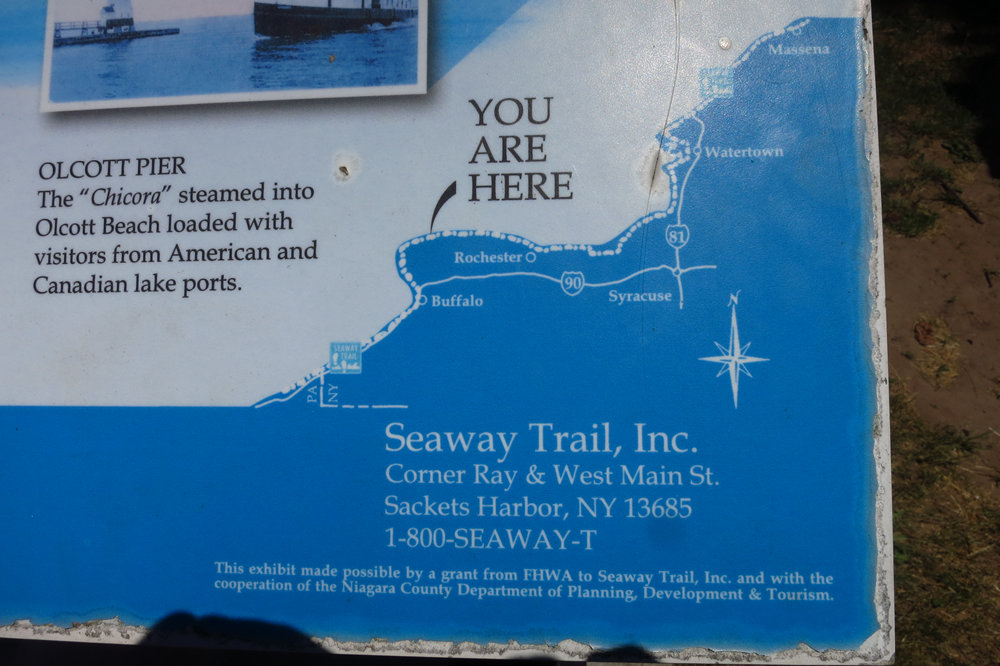 OLCOTT PIER
The “Chicora” steamed into
Olcott Beach loaded with
visitors from American and
Canadian lake ports.
YOU
ARE
HERE
Massena
Watertown
81
Rochester
90
Syracuse
Buffalo
SEAWAY
TRAIL
PA
NY
N
Seaway Trail, Inc.
Corner Ray & West Main St.
Sackets Harbor, NY 13685
1-800-SEAWAY-T
This exhibit made possible by a grant from FHWA to Seaway Trail, Inc. and with the
cooperation of the Niagara County Department of Planning, Development & Tourism.